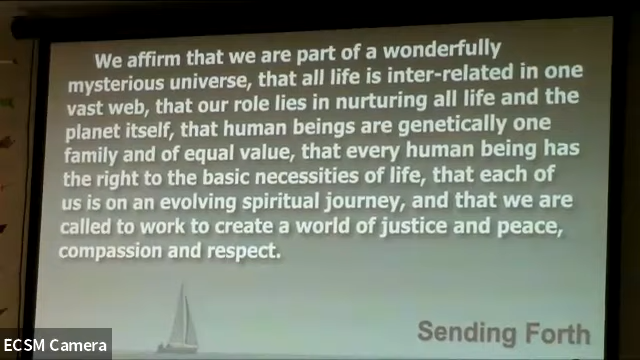 We affirm that we are part of a wonderfully
mysterious universe, that all life is inter-related in one
vast web, that our role lies in nurturing all life and the
planet itself, that human beings are genetically one
family and of equal value, that every human being has
the right to the basic necessities of life, that each of
us is on an evolving spiritual journey, and that we are
called to work to create a world of justice and peace,
compassion and respect.
Sending Forth
ECSM Camera